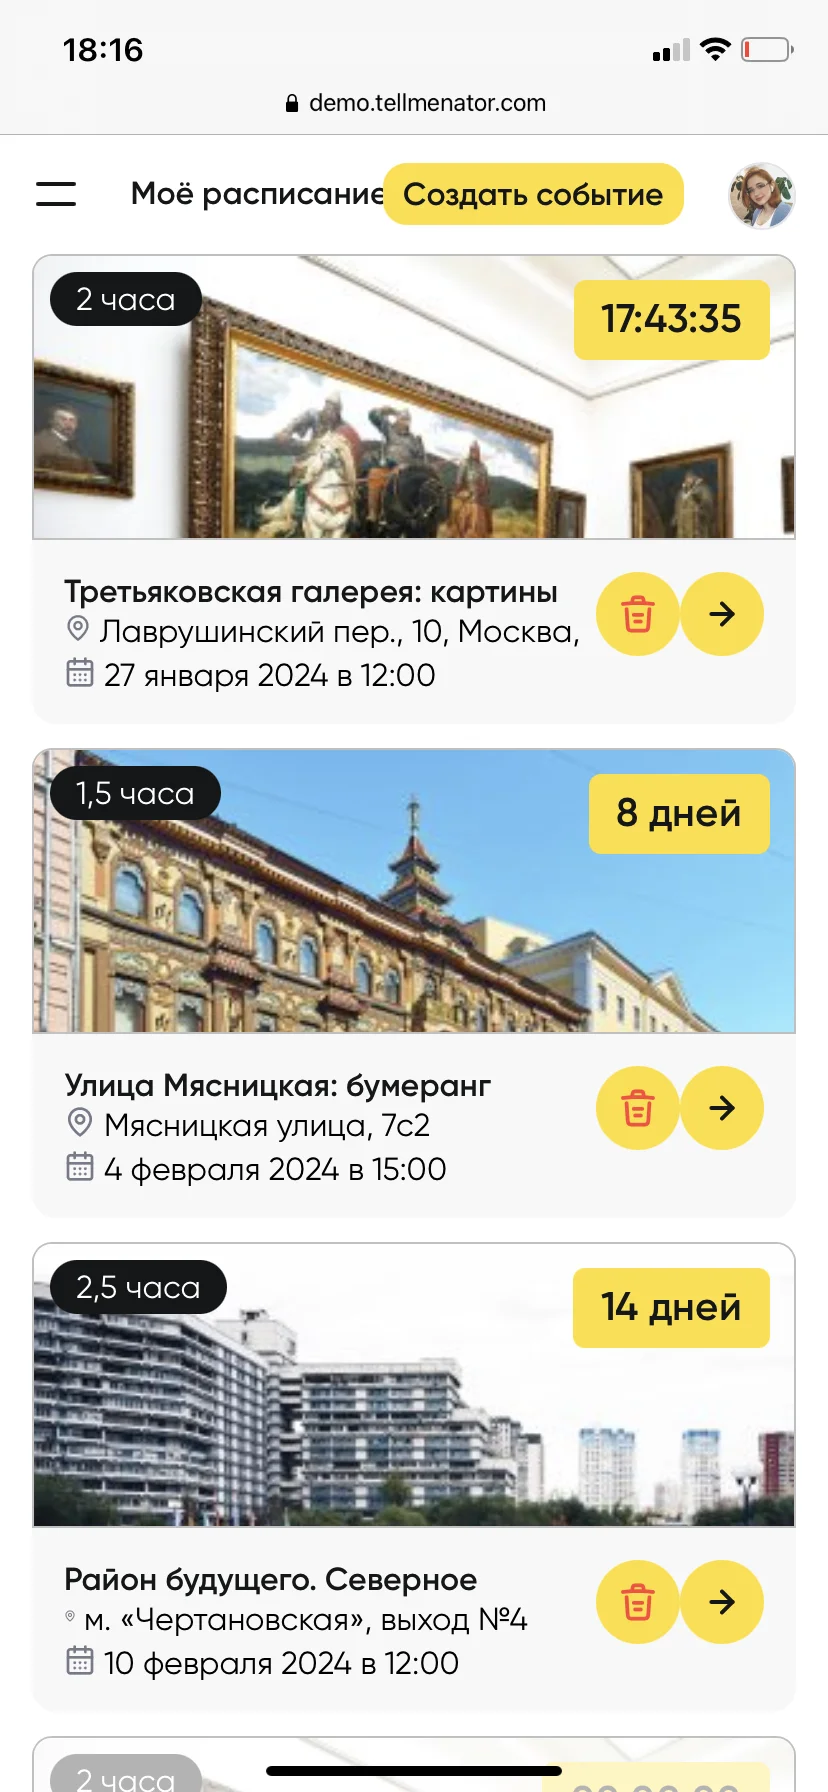 18:16
demo.tellmenator.com
Моё расписание
Создать событие
2 часа
17:43:35
Третьяковская галерея: картины
Лаврушинский пер., 10, Москва,
27 января 2024 в 12:00
1,5 часа
8 дней
Улица Мясницкая: бумеранг
Мясницкая улица, 7с2
4 февраля 2024 в 15:00
2,5 часа
14 дней
Район будущего. Северное
м. «Чертановская», выход №4
10 февраля 2024 в 12:00
2 часа